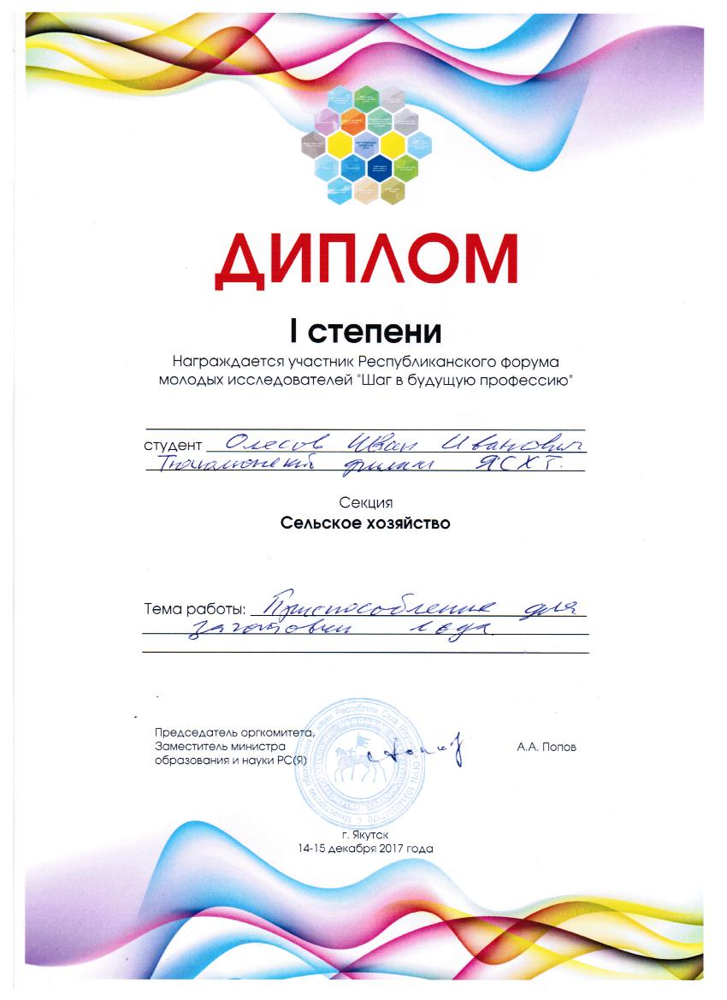 ДИПЛОМ
I степени
Награждается участник Республиканского форума
молодых исследователей "Шаг в будущую профессию"
студент Олесов Иван Иванович
филиал ЯСХТ.
Секция
Сельское хозяйство
Тема работы: Приспособление для
заготовки льда
Председатель оргкомитета,
Заместитель министра
образования и науки РС(Я)
А.А. Попов
г. Якутск
14-15 декабря 2017 года